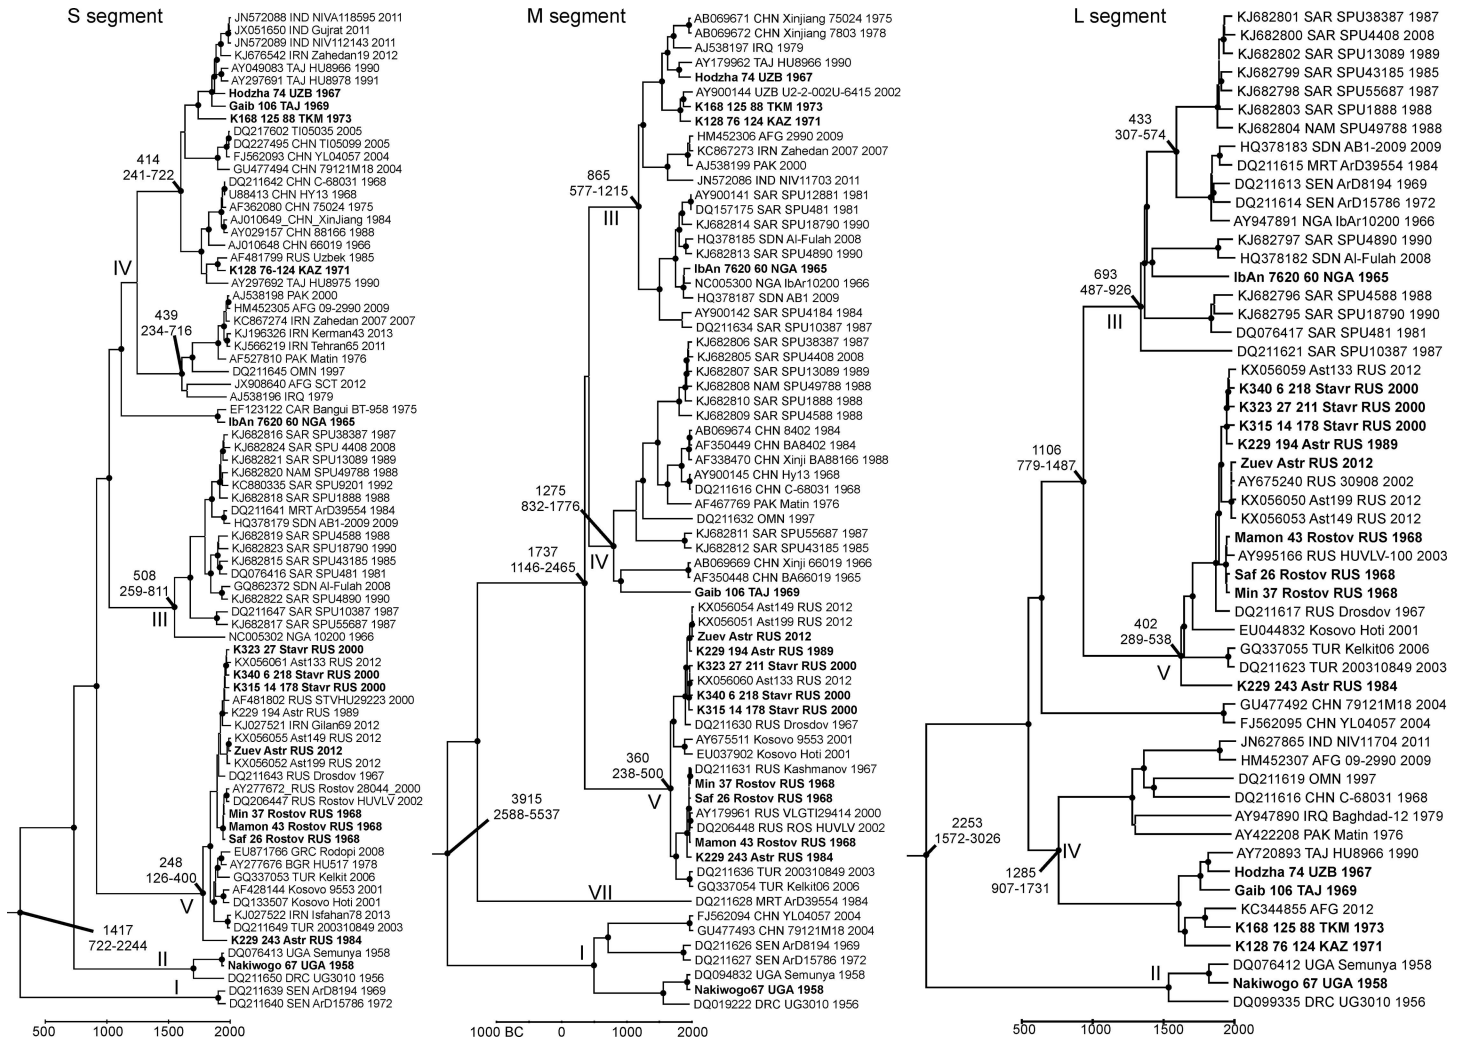 S segment
JN572088 IND NIVA118595 2011
JX051650 IND Gujrat 2011
JN572089 IND NIV112143 2011
KJ676542 IRN Zahedan19 2012
AY049083 TAJ HU8966 1990
AY297691 TAJ HU8978 1991
Hodzha 74 UZB 1967
Gaib 106 TAJ 1969
K168 125 88 TKM 1973
DQ217602 TI05035 2005
DQ227495 CHN TI05099 2005
FJ562093 CHN YL04057 2004
GU477494 CHN 79121M18 2004
414
241-722
DQ211642 CHN C-68031 1968
U88413 CHN HY13 1968
AF362080 CHN 75024 1975
AJ010649_CHN_XinJiang 1984
AY029157 CHN 88166 1988
AJ010648 CHN 66019 1966
AF481799 RUS Uzbek 1985
K128 76-124 KAZ 1971
AY297692 TAJ HU8975 1990
IV
AJ538198 PAK 2000
HM452305 AFG 09-2990 2009
KC867274 IRN Zahedan 2007 2007
KJ196326 IRN Kerman43 2013
KJ566219 IRN Tehran65 2011
AF527810 PAK Matin 1976
DQ211645 OMN 1997
JX908640 AFG SCT 2012
AJ538196 IRQ 1979
439
234-716
EF123122 CAR Bangui BT-958 1975
IbAn 7620 60 NGA 1965
KJ682816 SAR SPU38387 1987
KJ682824 SAR SPU 4408 2008
KJ682821 SAR SPU13089 1989
KJ682820 NAM SPU49788 1988
KC880335 SAR SPU9201 1992
KJ682818 SAR SPU1888 1988
DQ211641 MRT ArD39554 1984
HQ378179 SDN AB1-2009 2009
KJ682819 SAR SPU4588 1988
KJ682823 SAR SPU18790 1990
KJ682815 SAR SPU43185 1985
DQ076416 SAR SPU481 1981
GQ862372 SDN Al-Fulah 2008
KJ682822 SAR SPU4890 1990
DQ211647 SAR SPU10387 1987
KJ682817 SAR SPU55687 1987
NC005302 NGA 10200 1966
508
259-811
III
K323 27 Stavr RUS 2000
KX056061 Ast133 RUS 2012
K340 6 218 Stavr RUS 2000
K315 14 178 Stavr RUS 2000
AF481802 RUS STVHU29223 2000
K229 194 Astr RUS 1989
KJ027521 IRN Gilan69 2012
KX056055 Ast149 RUS 2012
Zuev Astr RUS 2012
KX056052 Ast199 RUS 2012
DQ211643 RUS Drosdov 1967
AY277672_RUS Rostov 28044_2000
DQ206447 RUS Rostov HUVLV 2002
Min 37 Rostov RUS 1968
Mamon 43 Rostov RUS 1968
Saf 26 Rostov RUS 1968
EU871766 GRC Rodopi 2008
AY277676 BGR HU517 1978
GQ337053 TUR Kelkit 2006
AF428144 Kosovo 9553 2001
DQ133507 Kosovo Hoti 2001
KJ027522 IRN Isfahan78 2013
DQ211649 TUR 200310849 2003
K229 243 Astr RUS 1984
248
126-400
V
1417
722-2244
DQ076413 UGA Semunya 1958
Nakiwogo 67 UGA 1958
DQ211650 DRC UG3010 1956
II
DQ211639 SEN ArD8194 1969
DQ211640 SEN ArD15786 1972
I
500 1000 1500 2000
M segment
AB069671 CHN Xinjiang 75024 1975
AB069672 CHN Xinjiang 7803 1978
AJ538197 IRQ 1979
AY179962 TAJ HU8966 1990
Hodzha 74 UZB 1967
AY900144 UZB U2-2-002U-6415 2002
K168 125 88 TKM 1973
K128 76 124 KAZ 1971
HM452306 AFG 2990 2009
KC867273 IRN Zahedan 2007 2007
AJ538199 PAK 2000
JN572086 IND NIV11703 2011
865
577-1215
III
AY900141 SAR SPU12881 1981
DQ157175 SAR SPU481 1981
KJ682814 SAR SPU18790 1990
HQ378185 SDN Al-Fulah 2008
KJ682813 SAR SPU4890 1990
IbAn 7620 60 NGA 1965
NC005300 NGA IbAr10200 1966
HQ378187 SDN AB1 2009
AY900142 SAR SPU4184 1984
DQ211634 SAR SPU10387 1987
KJ682806 SAR SPU38387 1987
KJ682805 SAR SPU4408 2008
KJ682807 SAR SPU13089 1989
KJ682808 NAM SPU49788 1988
KJ682810 SAR SPU1888 1988
KJ682809 SAR SPU4588 1988
AB069674 CHN 8402 1984
AF350449 CHN BA8402 1984
AF338470 CHN Xinji BA88166 1988
AY900145 CHN Hy13 1968
DQ211616 CHN C-68031 1968
AF467769 PAK Matin 1976
DQ211632 OMN 1997
KJ682811 SAR SPU55687 1987
KJ682812 SAR SPU43185 1985
AB069669 CHN Xinji 66019 1966
AF350448 CHN BA66019 1965
Gaib 106 TAJ 1969
1275
832-1776
IV
1737
1146-2465
KX056054 Ast149 RUS 2012
KX056051 Ast199 RUS 2012
Zuev Astr RUS 2012
K229 194 Astr RUS 1989
K323 27 211 Stavr RUS 2000
KX056060 Ast133 RUS 2012
K340 6 218 Stavr RUS 2000
K315 14 178 Stavr RUS 2000
DQ211630 RUS Drosdov 1967
AY675511 Kosovo 9553 2001
EU037902 Kosovo Hoti 2001
DQ211631 RUS Kashmanov 1967
Min 37 Rostov RUS 1968
Saf 26 Rostov RUS 1968
AY179961 RUS VLGTI29414 2000
DQ206448 RUS ROS HUVLV 2002
Mamon 43 Rostov RUS 1968
K229 243 Astr RUS 1984
DQ211636 TUR 200310849 2003
GQ337054 TUR Kelkit06 2006
360
238-500
V
3915
2588-5537
VII
DQ211628 MRT ArD39554 1984
FJ562094 CHN YL04057 2004
GU477493 CHN 79121M18 2004
DQ211626 SEN ArD8194 1969
DQ211627 SEN ArD15786 1972
I
DQ094832 UGA Semunya 1958
Nakiwogo67 UGA 1958
DQ019222 DRC UG3010 1956
1000 BC 0 1000 2000
L segment
KJ682801 SAR SPU38387 1987
KJ682800 SAR SPU4408 2008
KJ682802 SAR SPU13089 1989
KJ682799 SAR SPU43185 1985
KJ682798 SAR SPU55687 1987
KJ682803 SAR SPU1888 1988
KJ682804 NAM SPU49788 1988
433
307-574
HQ378183 SDN AB1-2009 2009
DQ211615 MRT ArD39554 1984
DQ211613 SEN ArD8194 1969
DQ211614 SEN ArD15786 1972
AY947891 NGA IbAr10200 1966
KJ682797 SAR SPU4890 1990
HQ378182 SDN Al-Fulah 2008
IbAn 7620 60 NGA 1965
693
487-926
III
KJ682796 SAR SPU4588 1988
KJ682795 SAR SPU18790 1990
DQ076417 SAR SPU481 1981
DQ211621 SAR SPU10387 1987
KX056059 Ast133 RUS 2012
K340 6 218 Stavr RUS 2000
K323 27 211 Stavr RUS 2000
K315 14 178 Stavr RUS 2000
K229 194 Astr RUS 1989
1106
779-1487
Zuev Astr RUS 2012
AY675240 RUS 30908 2002
KX056050 Ast199 RUS 2012
KX056053 Ast149 RUS 2012
Mamon 43 Rostov RUS 1968
AY995166 RUS HUVLV-100 2003
Saf 26 Rostov RUS 1968
Min 37 Rostov RUS 1968
DQ211617 RUS Drosdov 1967
EU044832 Kosovo Hoti 2001
402
289-538
V
GQ337055 TUR Kelkit06 2006
DQ211623 TUR 200310849 2003
K229 243 Astr RUS 1984
GU477492 CHN 79121M18 2004
FJ562095 CHN YL04057 2004
JN627865 IND NIV11704 2011
HM452307 AFG 09-2990 2009
DQ211619 OMN 1997
DQ211616 CHN C-68031 1968
AY947890 IRQ Baghdad-12 1979
AY422208 PAK Matin 1976
2253
1572-3026
IV
1285
907-1731
AY720893 TAJ HU8966 1990
Hodzha 74 UZB 1967
Gaib 106 TAJ 1969
KC344855 AFG 2012
K168 125 88 TKM 1973
K128 76 124 KAZ 1971
II
DQ076412 UGA Semunya 1958
Nakiwogo 67 UGA 1958
DQ099335 DRC UG3010 1956
500 1000 1500 2000